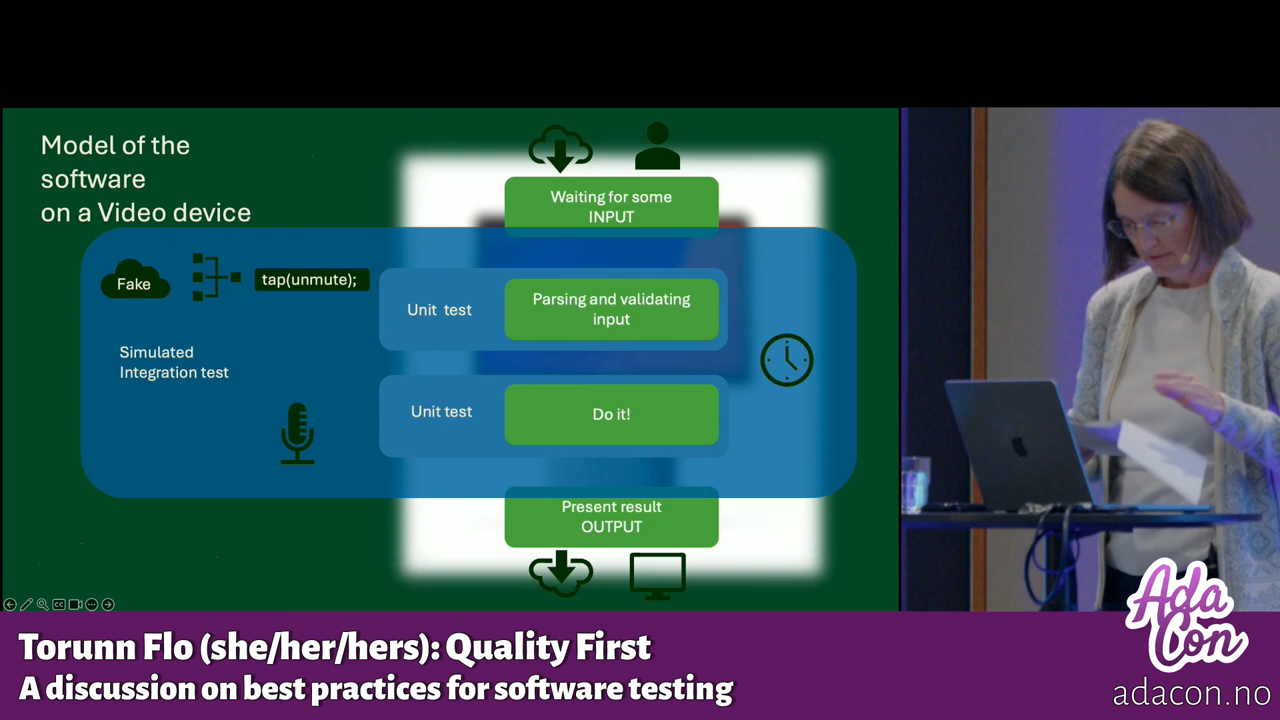 Model of the
software
on a Video device
Waiting for some
INPUT
Fake
tap(unmute);
Unit test
Parsing and validating
input
Simulated
Integration test
Unit test
Do it!
Present result
OUTPUT
CC
Torunn Flo (she/her/hers): Quality First
A discussion on best practices for software testing
Ada
Con
adacon.no